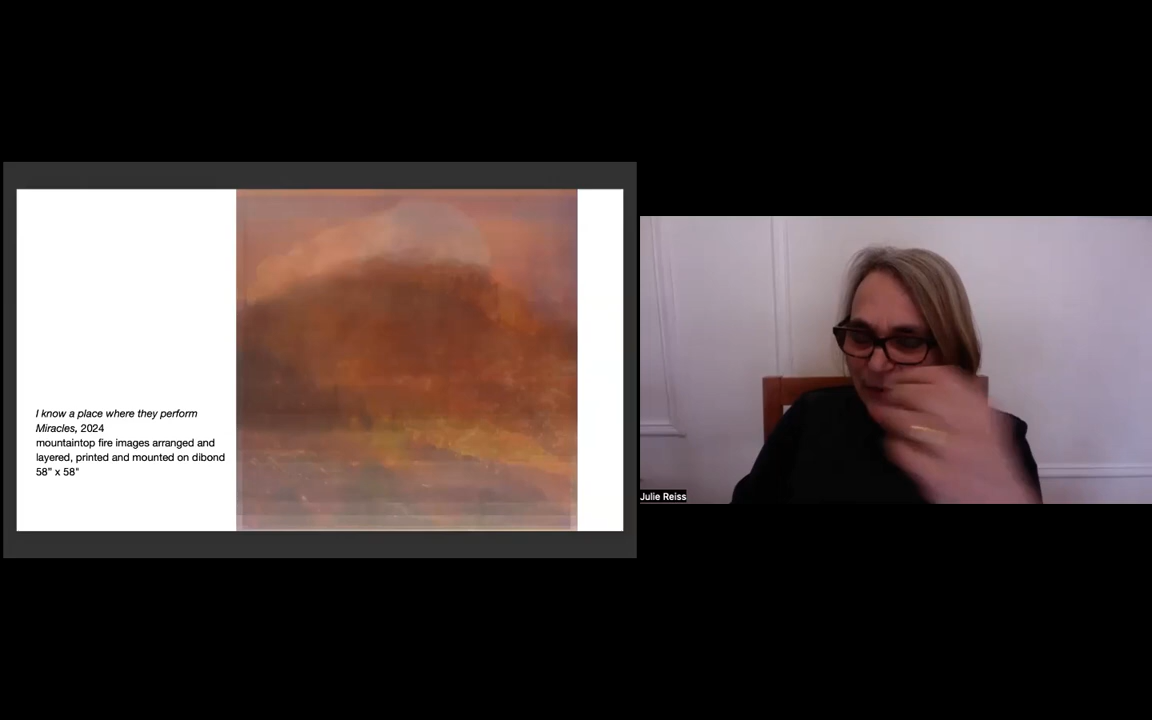 I know a place where they perform
Miracles, 2024
mountaintop fire images arranged and
layered, printed and mounted on dibond
58” x 58"
Julie Reiss